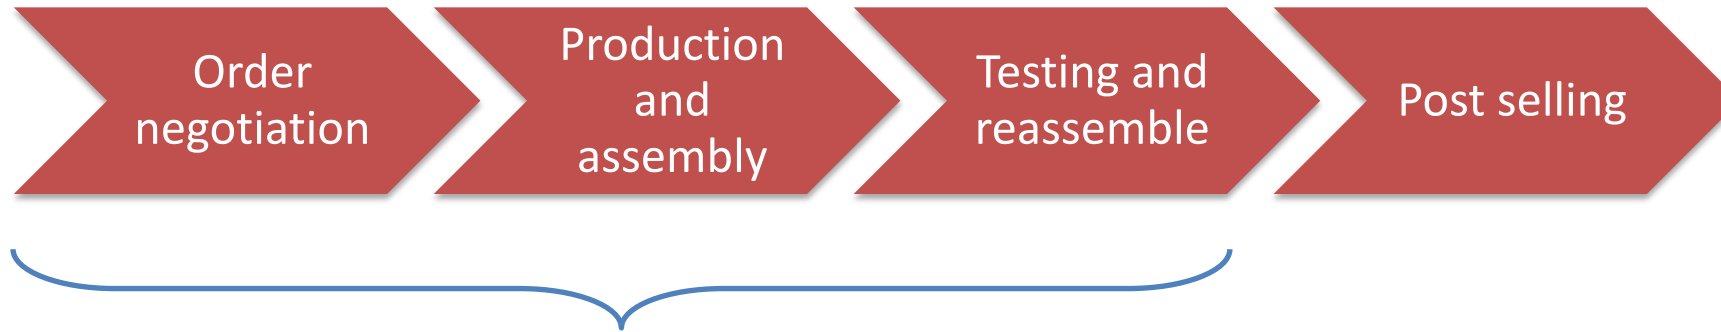 Order
negotiation
Production
and
assembly
Testing and
reassemble
Post selling